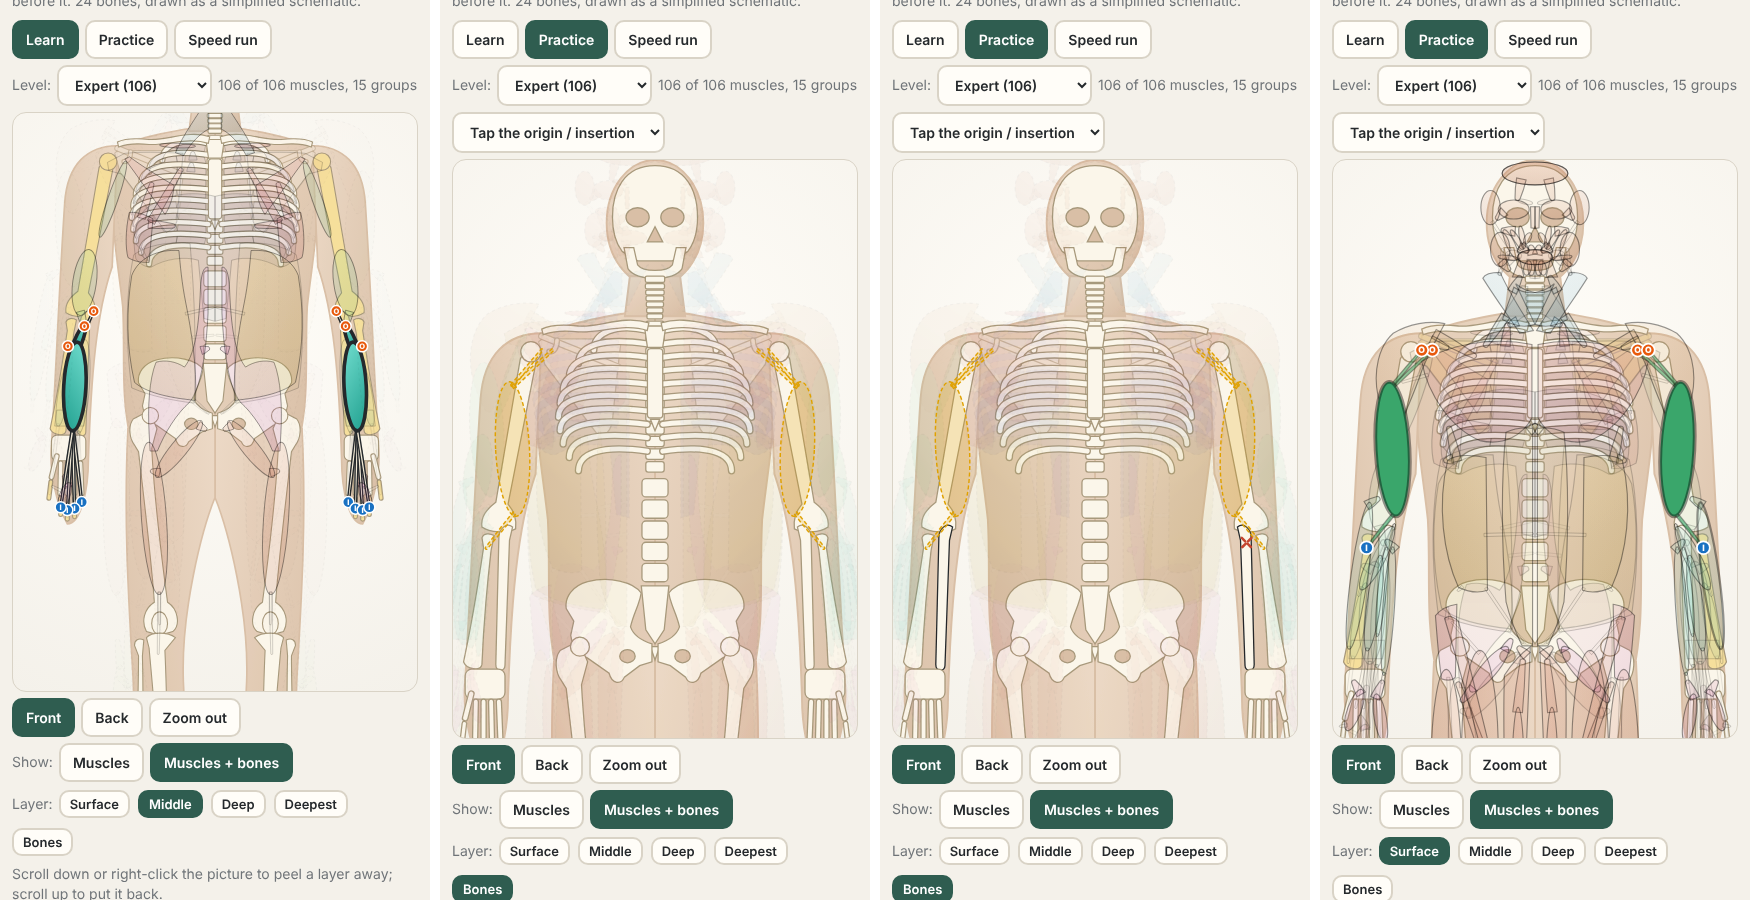 before it. 24 bones, drawn as a simplified schematic.
Learn Practice Speed run
Level: Expert (106) 106 of 106 muscles, 15 groups
O O O O O O
I I I I I I I I
Front Back Zoom out
Show: Muscles Muscles + bones
Layer: Surface Middle Deep Deepest
Bones
Scroll down or right-click the picture to peel a layer away;
scroll up to put it back.
before it. 24 bones, drawn as a simplified schematic.
Learn Practice Speed run
Level: Expert (106) 106 of 106 muscles, 15 groups
Tap the origin / insertion
Front Back Zoom out
Show: Muscles Muscles + bones
Layer: Surface Middle Deep Deepest
Bones
before it. 24 bones, drawn as a simplified schematic.
Learn Practice Speed run
Level: Expert (106) 106 of 106 muscles, 15 groups
Tap the origin / insertion
Front Back Zoom out
Show: Muscles Muscles + bones
Layer: Surface Middle Deep Deepest
Bones
before it. 24 bones, drawn as a simplified schematic.
Learn Practice Speed run
Level: Expert (106) 106 of 106 muscles, 15 groups
Tap the origin / insertion
O O O O
I I
Front Back Zoom out
Show: Muscles Muscles + bones
Layer: Surface Middle Deep Deepest
Bones